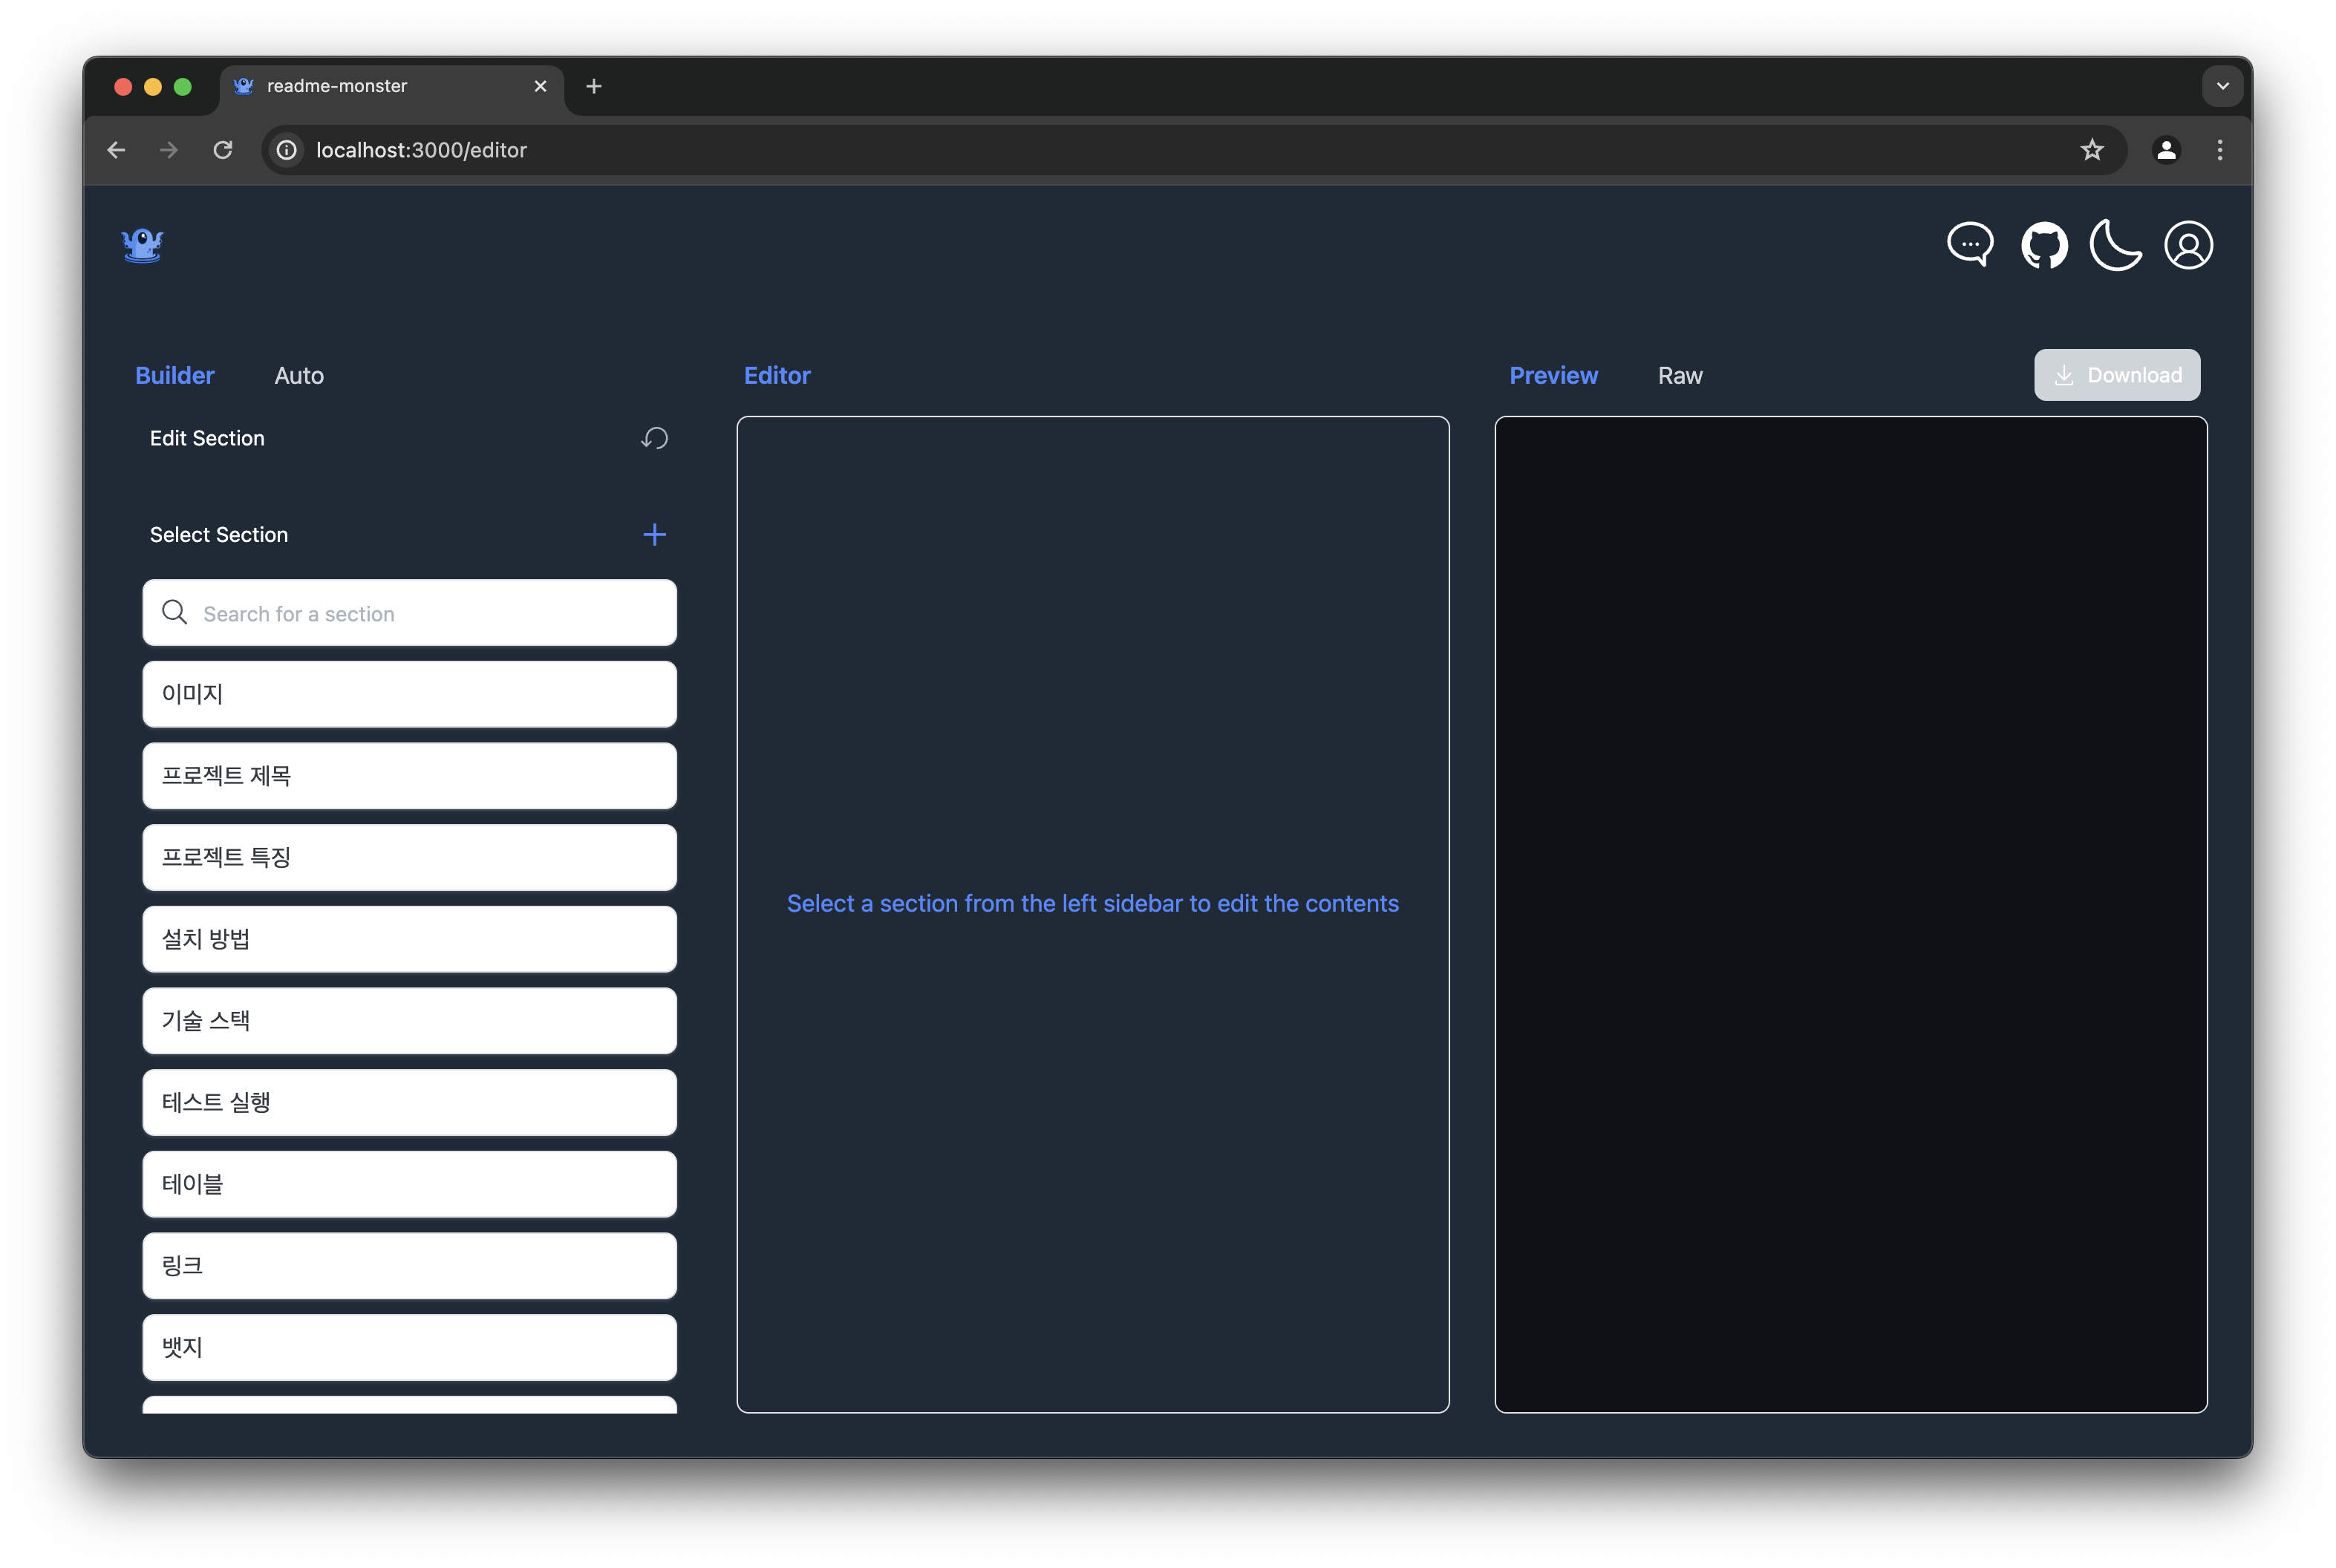 readme-monster
localhost:3000/editor
Builder Auto Editor Preview Raw Download
Edit Section
Select Section
Search for a section
이미지
프로젝트 제목
프로젝트 특징
Select a section from the left sidebar to edit the contents
설치 방법
기술 스택
테스트 실행
테이블
링크
뱃지